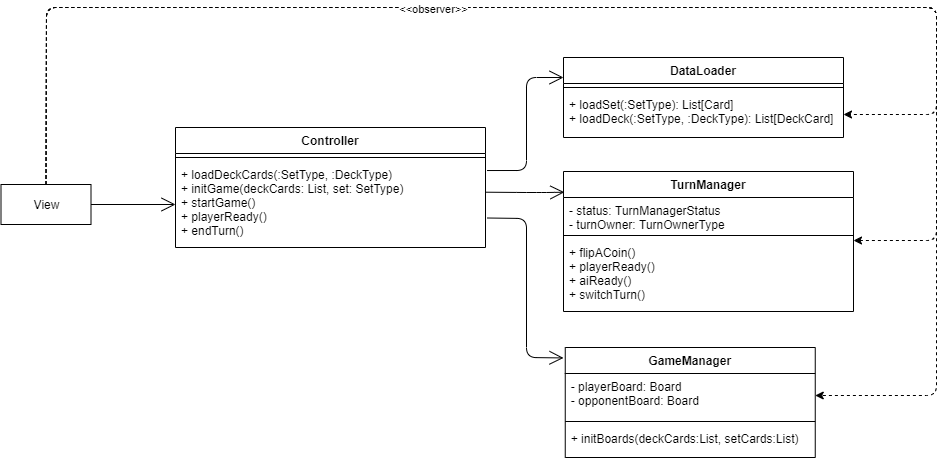 <<observer>>
View
Controller
+ loadDeckCards(:SetType, :DeckType)
+ initGame(deckCards: List, set: SetType)
+ startGame()
+ playerReady()
+ endTurn()
DataLoader
+ loadSet(:SetType): List[Card]
+ loadDeck(:SetType, :DeckType): List[DeckCard]
TurnManager
- status: TurnManagerStatus
- turnOwner: TurnOwnerType
+ flipACoin()
+ playerReady()
+ aiReady()
+ switchTurn()
GameManager
- playerBoard: Board
- opponentBoard: Board
+ initBoards(deckCards:List, setCards:List)